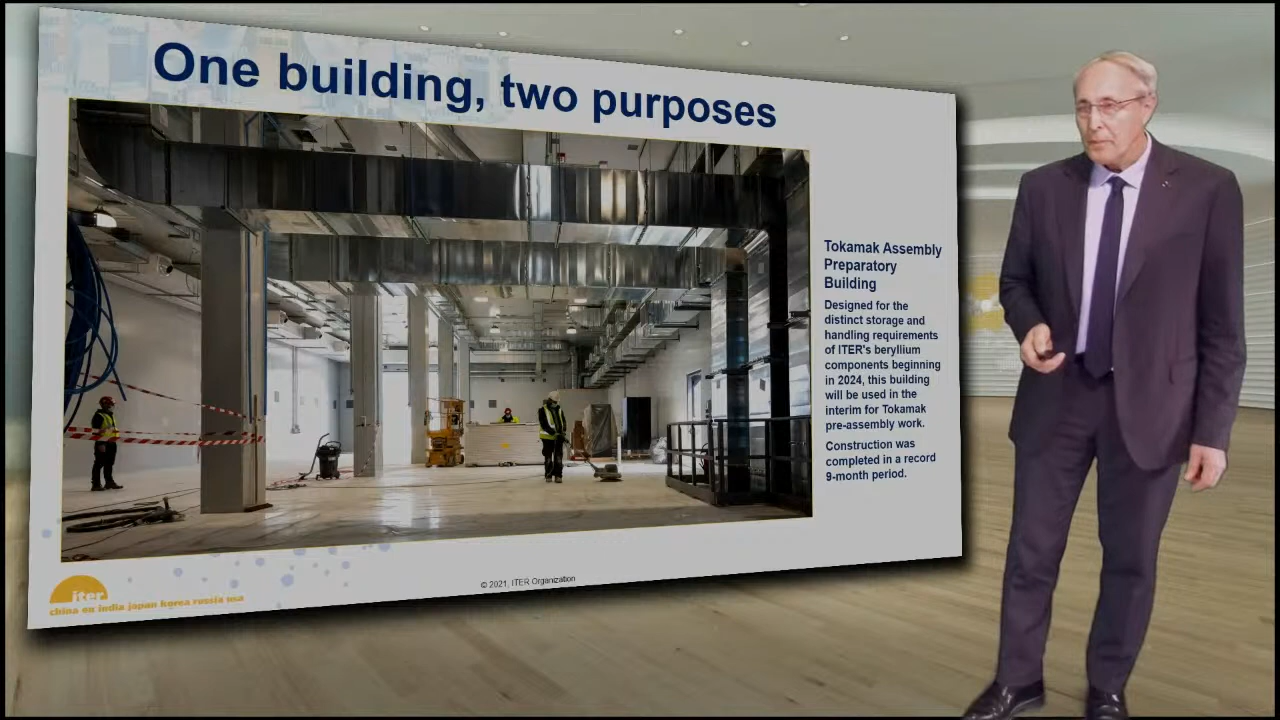 One building, two purposes
Tokamak Assembly
Preparatory
Building
Designed for the
distinct storage and
handling requirements
of ITER's beryllium
components beginning
in 2024, this building
will be used in the
interim for Tokamak
pre-assembly work.
Construction was
completed in a record
9-month period.
© 2021, ITER Organization
iter
china eu india japan korea russia usa